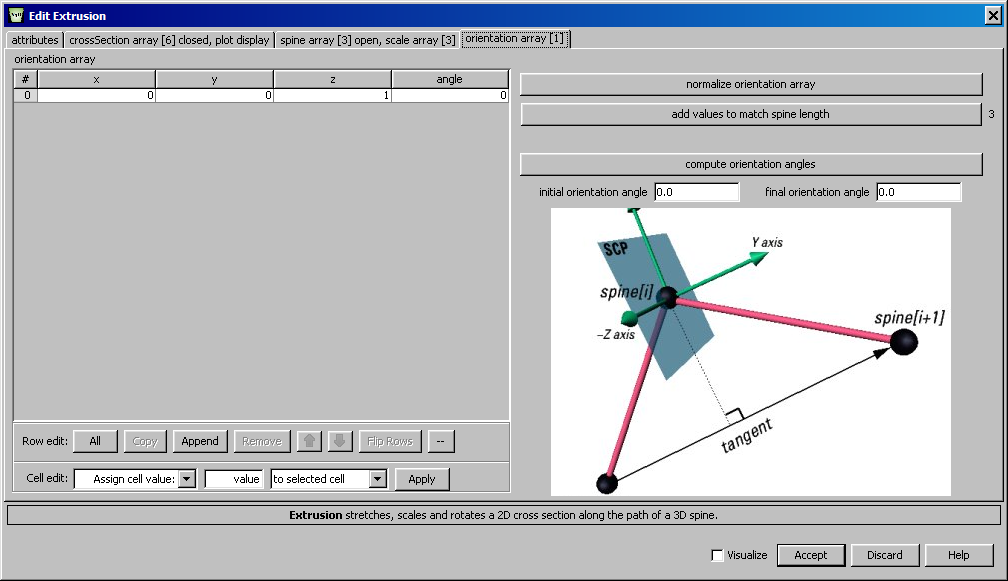 Edit Extrusion
attributes crossSection array [6] closed, plot display spine array [3] open, scale array [3] orientation array [1]
orientation array
# x y z angle
0 0 0 1 0
normalize orientation array
add values to match spine length 3
compute orientation angles
initial orientation angle 0.0 final orientation angle 0.0
SCP
Y axis
spine[i]
spine[i+1]
-Z axis
tangent
Row edit: All Copy Append Remove Flip Rows --
Cell edit: Assign cell value: value to selected cell Apply
Extrusion stretches, scales and rotates a 2D cross section along the path of a 3D spine.
Visualize Accept Discard Help